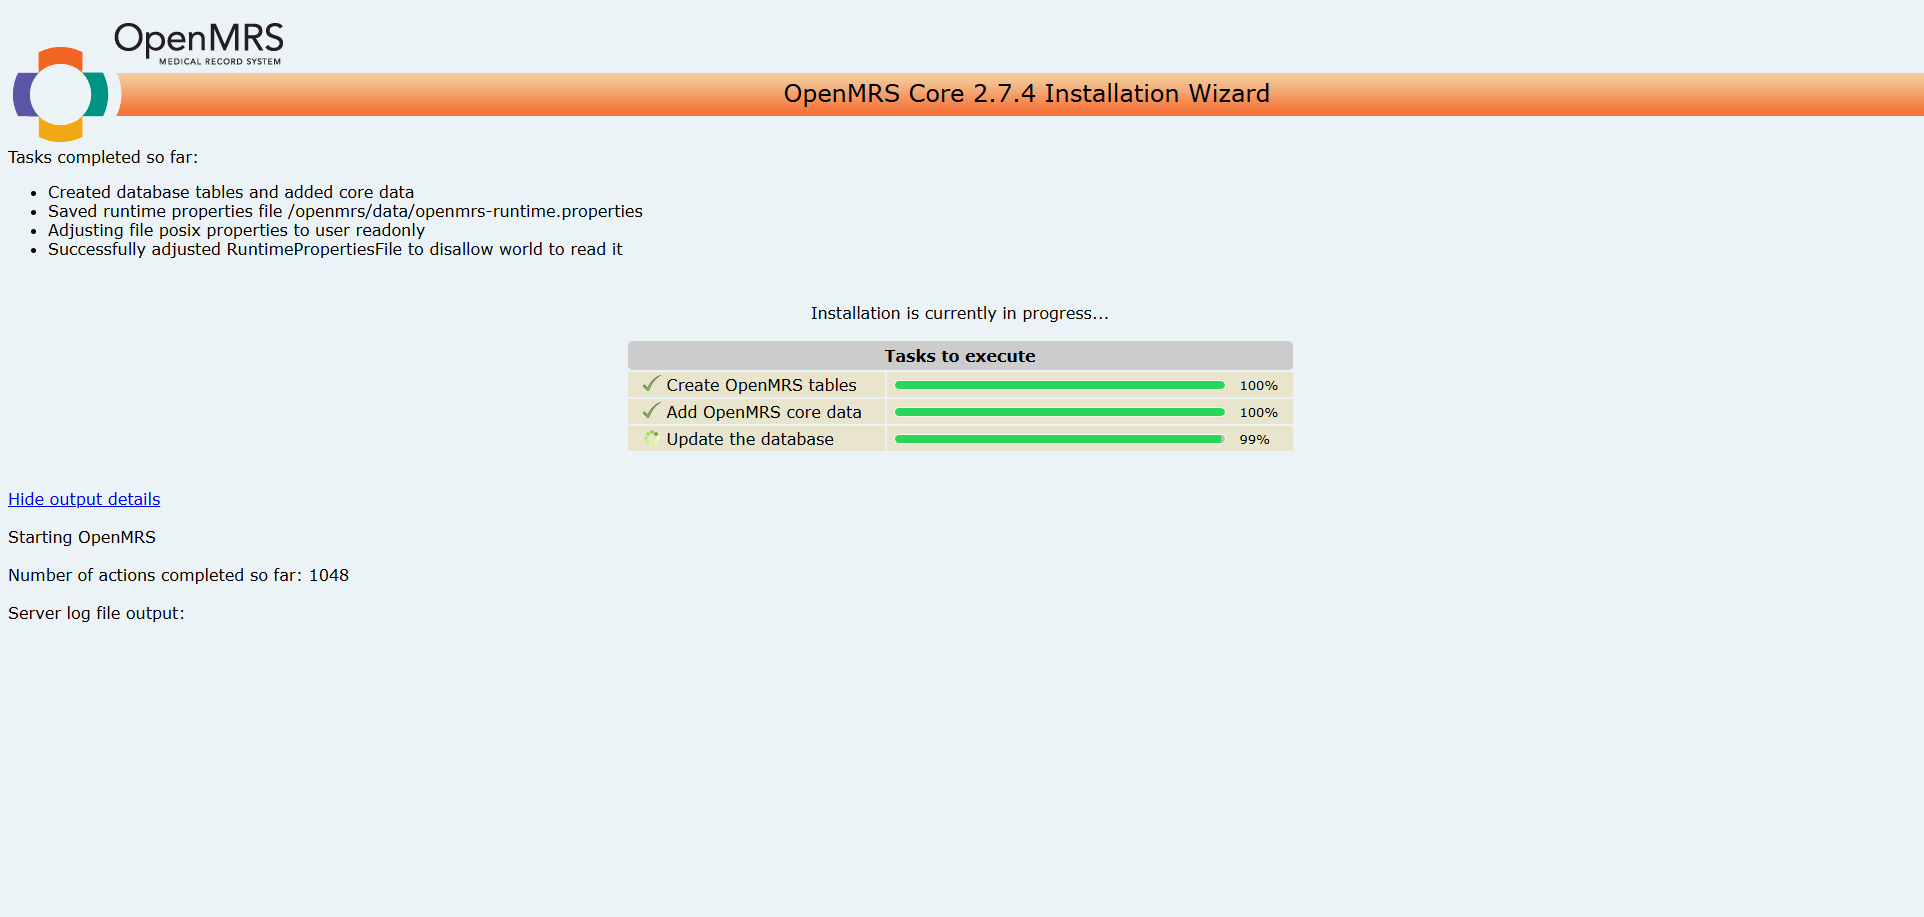 OpenMRS
MEDICAL RECORD SYSTEM
OpenMRS Core 2.7.4 Installation Wizard
Tasks completed so far:
Created database tables and added core data
Saved runtime properties file /openmrs/data/openmrs-runtime.properties
Adjusting file posix properties to user readonly
Successfully adjusted RuntimePropertiesFile to disallow world to read it
Installation is currently in progress...
Tasks to execute
Create OpenMRS tables 100%
Add OpenMRS core data 100%
Update the database 99%
Hide output details
Starting OpenMRS
Number of actions completed so far: 1048
Server log file output: